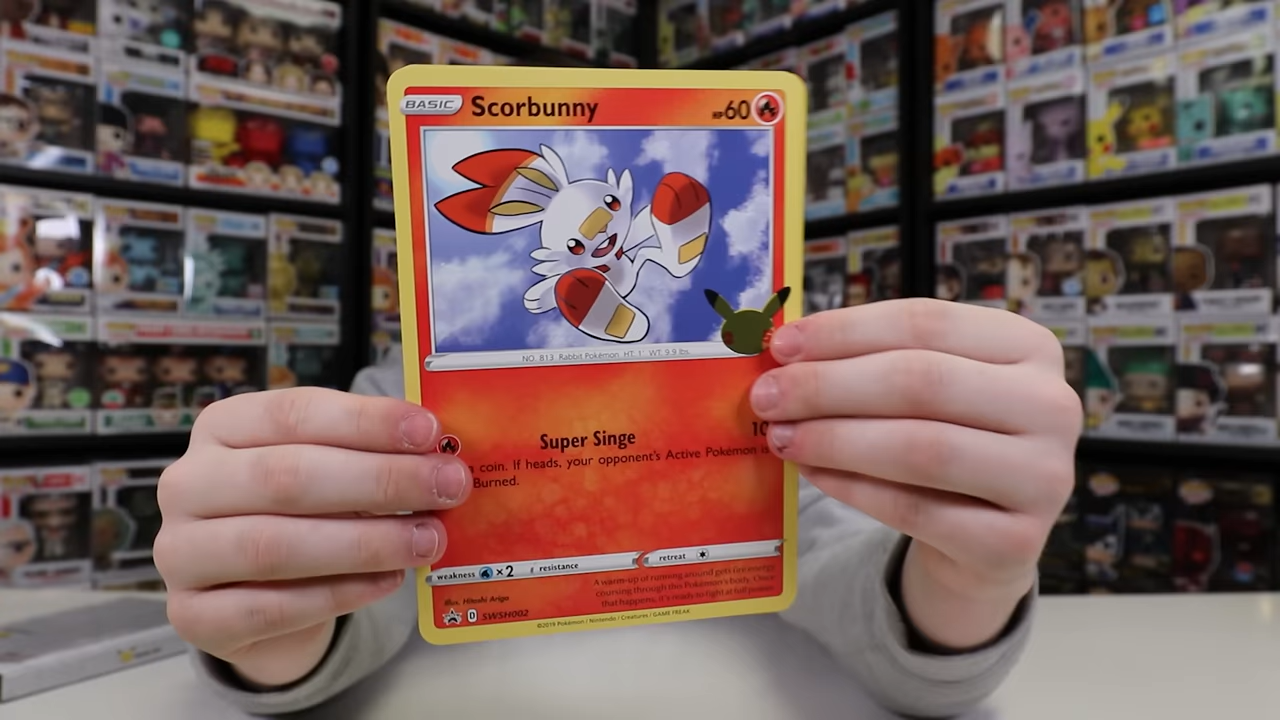 BASIC Scorbunny HP60
NO. 813 Rabbit Pokémon HT: 1' WT: 9.9 lbs.
Super Singe 10
coin. If heads, your opponent's Active Pokémon is
Burned.
weakness ×2 resistance retreat
A warm-up of running around gets fire energy
coursing through this Pokémon's body. Once
that happens, it's ready to fight at full power.
illus. Hitoshi Ariga
D SWSH002
©2019 Pokémon / Nintendo / Creatures / GAME FREAK